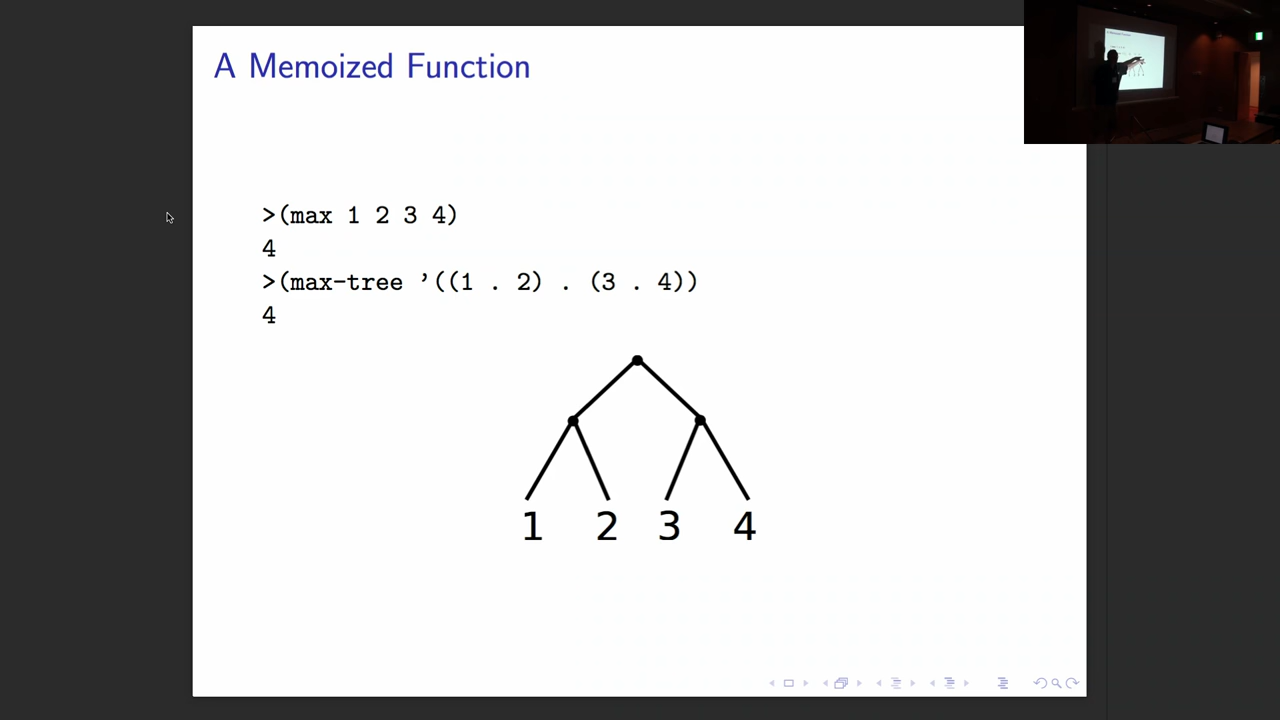 A Memoized Function
>(max 1 2 3 4)
4
>(max-tree ’((1 . 2) . (3 . 4))
4
1 2 3 4